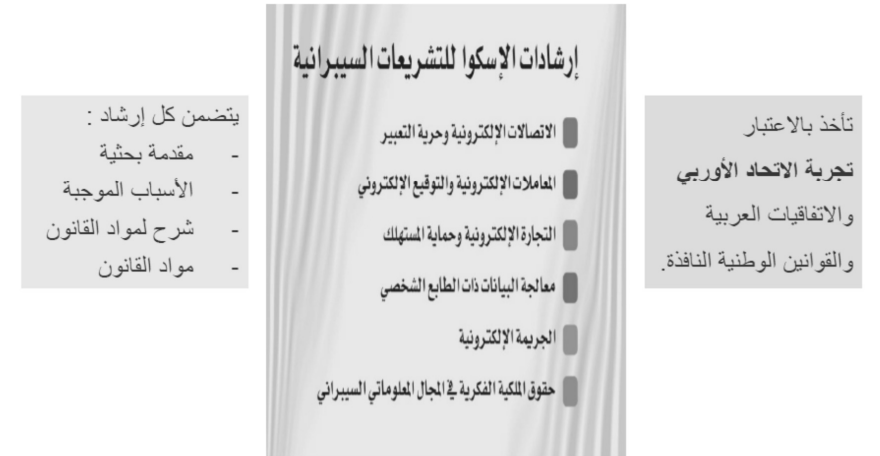 تأخذ بالاعتبار
تجربة الاتحاد الأوربي
والاتفاقيات العربية
والقوانين الوطنية النافذة.
إرشادات الإسكوا للتشريعات السيبرانية
الاتصالات الإلكترونية وحرية التعبير
المعاملات الإلكترونية والتوقيع الإلكتروني
التجارة الإلكترونية وحماية المستهلك
معالجة البيانات ذات الطابع الشخصي
الجريمة الإلكترونية
حقوق الملكية الفكرية في المجال المعلوماتي السيبراني
يتضمن كل إرشاد :
- مقدمة بحثية
- الأسباب الموجبة
- شرح لمواد القانون
- مواد القانون